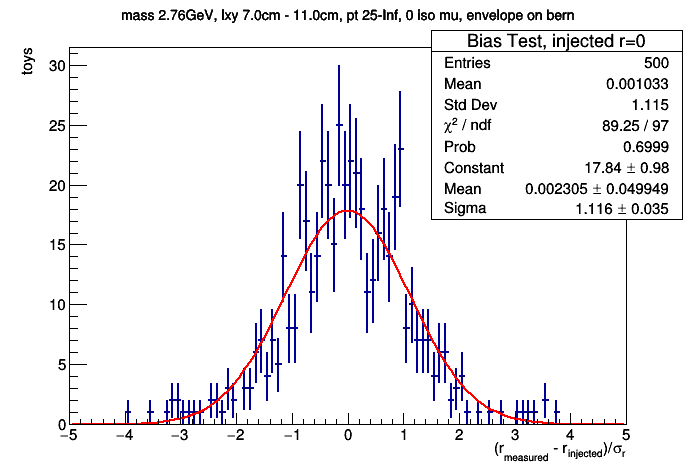 mass 2.76GeV, lxy 7.0cm - 11.0cm, pt 25-Inf, 0 iso mu, envelope on bern
toys
Bias Test, injected r=0
Entries 500
Mean 0.001033
Std Dev 1.115
χ² / ndf 89.25 / 97
Prob 0.6999
Constant 17.84 ± 0.98
Mean 0.002305 ± 0.049949
Sigma 1.116 ± 0.035
30
25
20
15
10
5
0
−5 −4 −3 −2 −1 0 1 2 3 4 5
(r_measured - r_injected)/σ_r